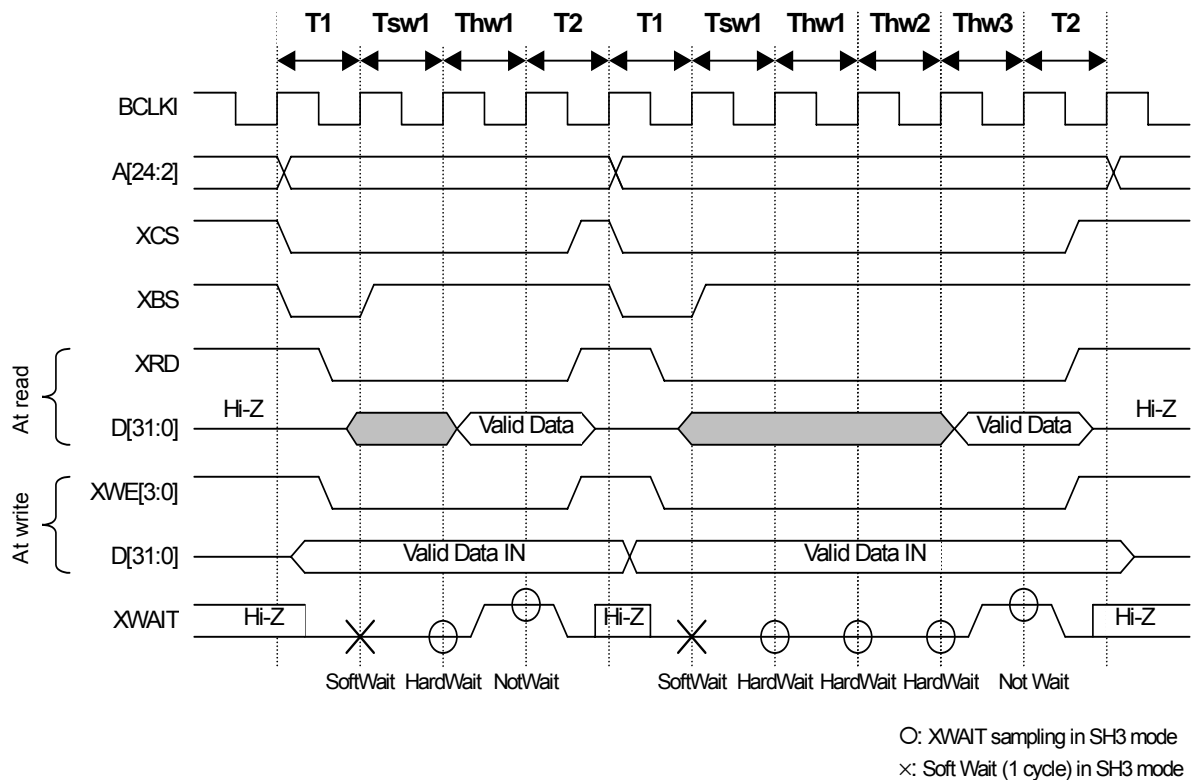 T1 Tsw1 Thw1 T2 T1 Tsw1 Thw1 Thw2 Thw3 T2
BCLKI
A[24:2]
XCS
XBS
At read
XRD
Hi-Z D[31:0] Valid Data Valid Data Hi-Z
At write
XWE[3:0]
D[31:0] Valid Data IN Valid Data IN
XWAIT Hi-Z Hi-Z Hi-Z
SoftWait HardWait NotWait SoftWait HardWait HardWait HardWait Not Wait
O: XWAIT sampling in SH3 mode
×: Soft Wait (1 cycle) in SH3 mode